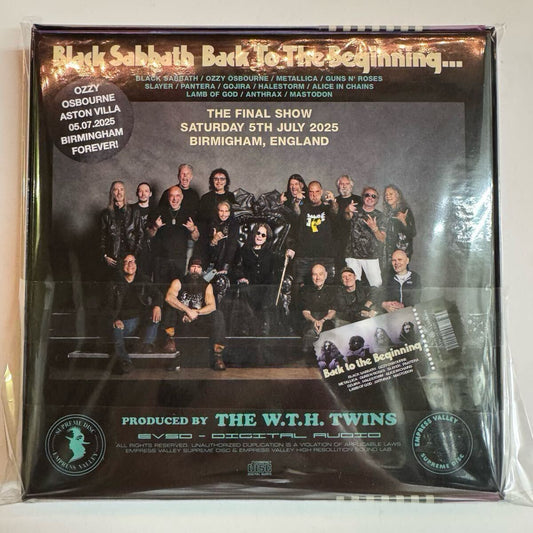 Black Sabbath Back To The Beginning...
BLACK SABBATH / OZZY OSBOURNE / METALLICA / GUNS N' ROSES
SLAYER / PANTERA / GOJIRA / HALESTORM / ALICE IN CHAINS
LAMB OF GOD / ANTHRAX / MASTODON
OZZY
OSBOURNE
ASTON VILLA
05.07.2025
BIRMINGHAM
FOREVER!
THE FINAL SHOW
SATURDAY 5TH JULY 2025
BIRMIGHAM, ENGLAND
Back to the Beginning
BLACK SABBATH OZZY OSBOURNE
PRODUCED BY THE W.T.H. TWINS
EVSD - DIGITAL AUDIO
ALL RIGHTS RESERVED. UNAUTHORIZED DUPLICATION IS A VIOLATION OF APPLICABLE LAWS
EMPRESS VALLEY SUPREME DISC & EMPRESS VALLEY HIGH RESOLUTION SOUND LAB.
SUPREME DISC
EMPRESS VALLEY
EMPRESS VALLEY
SUPREME DISC